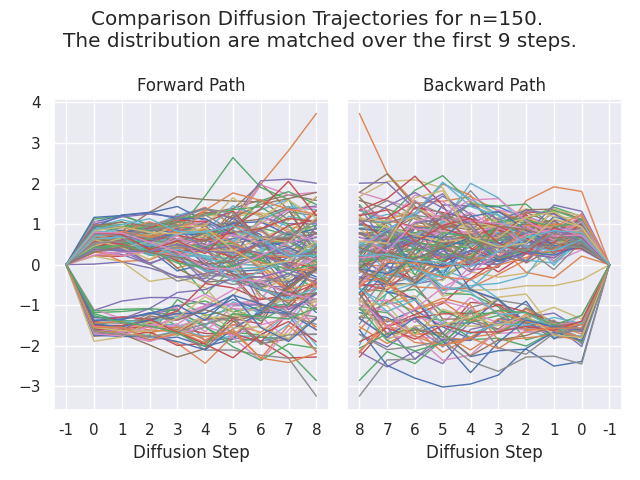 Comparison Diffusion Trajectories for n=150.
The distribution are matched over the first 9 steps.
Forward Path
Backward Path
4
3
2
1
0
−1
−2
−3
-1 0 1 2 3 4 5 6 7 8
8 7 6 5 4 3 2 1 0 -1
Diffusion Step
Diffusion Step